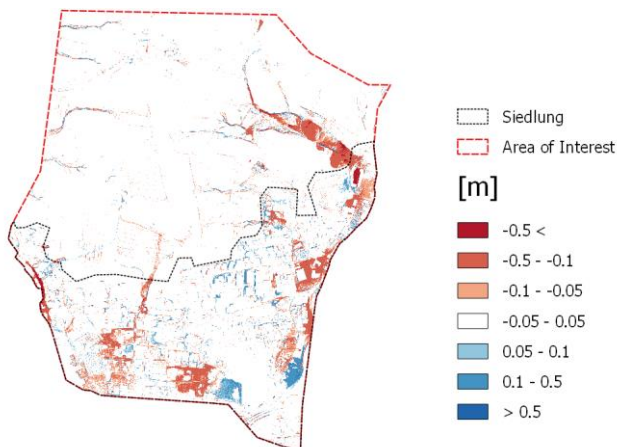 Siedlung
Area of Interest
[m]
-0.5 <
-0.5 - -0.1
-0.1 - -0.05
-0.05 - 0.05
0.05 - 0.1
0.1 - 0.5
> 0.5